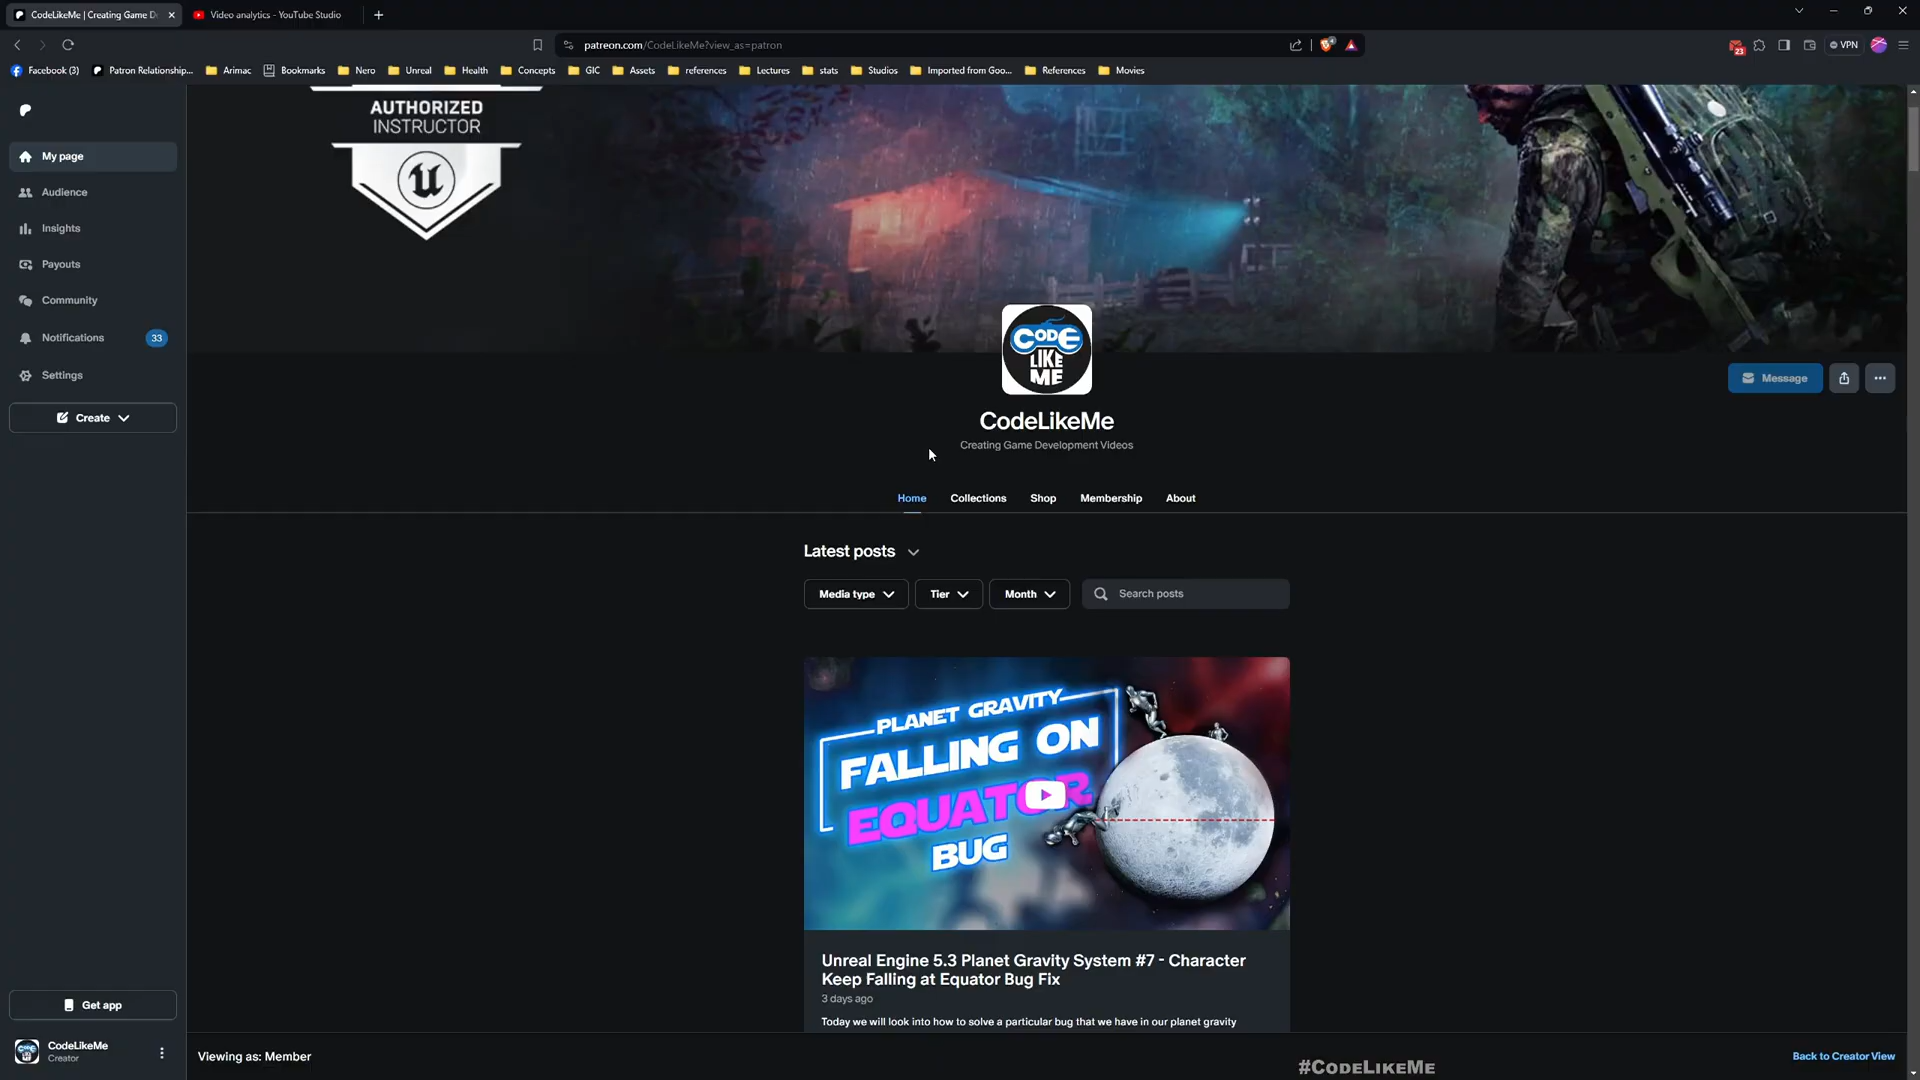 CodeLikeMe | Creating Game D
Video analytics - YouTube Studio
patreon.com/CodeLikeMe?view_as=patron
4
23
VPN
Facebook (3)
Patron Relationship...
Arimac
Bookmarks
Nero
Unreal
Health
Concepts
GIC
Assets
references
Lectures
stats
Studios
Imported from Goo...
References
Movies
My page
Audience
Insights
Payouts
Community
Notifications
33
Settings
Create
AUTHORIZED
INSTRUCTOR
CODE
LIKE
ME
Message
CodeLikeMe
Creating Game Development Videos
Home
Collections
Shop
Membership
About
Latest posts
Media type
Tier
Month
Search posts
PLANET GRAVITY
FALLING ON
EQUATOR
BUG
Unreal Engine 5.3 Planet Gravity System #7 - Character
Keep Falling at Equator Bug Fix
3 days ago
Today we will look into how to solve a particular bug that we have in our planet gravity
Get app
CodeLikeMe
Creator
Viewing as: Member
#CodeLikeMe
Back to Creator View